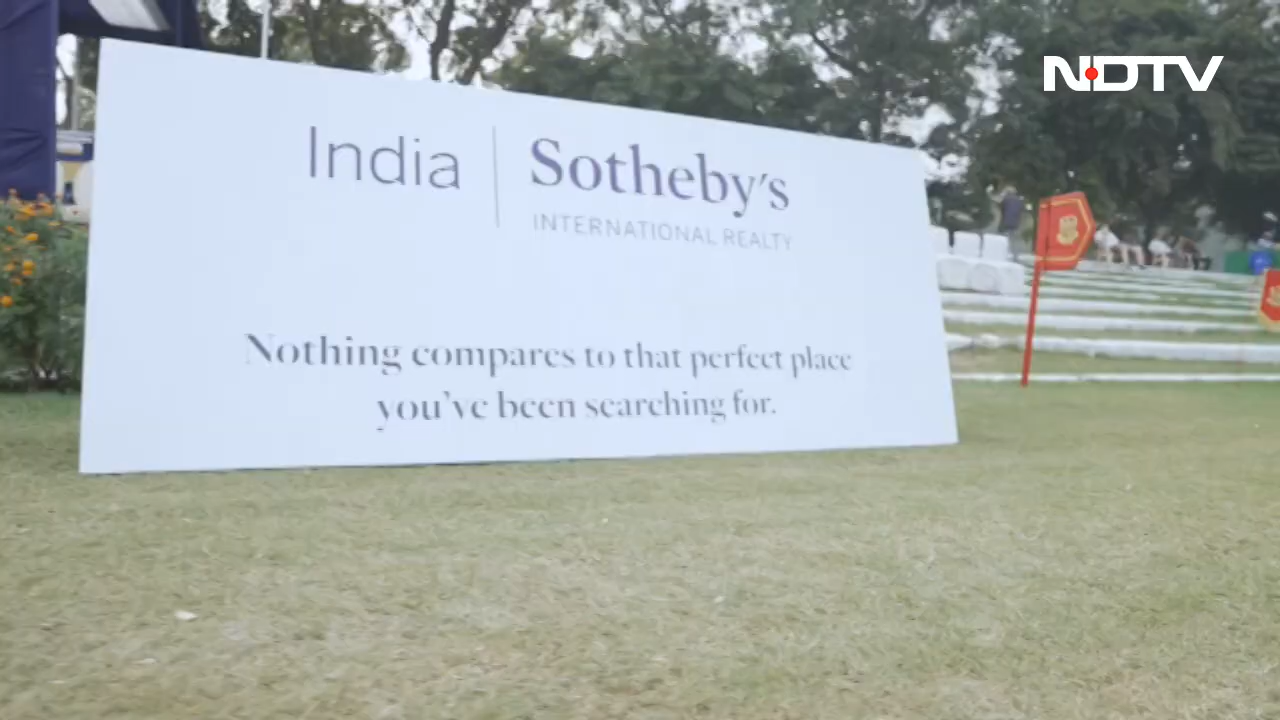 NDTV
India | Sotheby's
INTERNATIONAL REALTY
Nothing compares to that perfect place
you've been searching for.